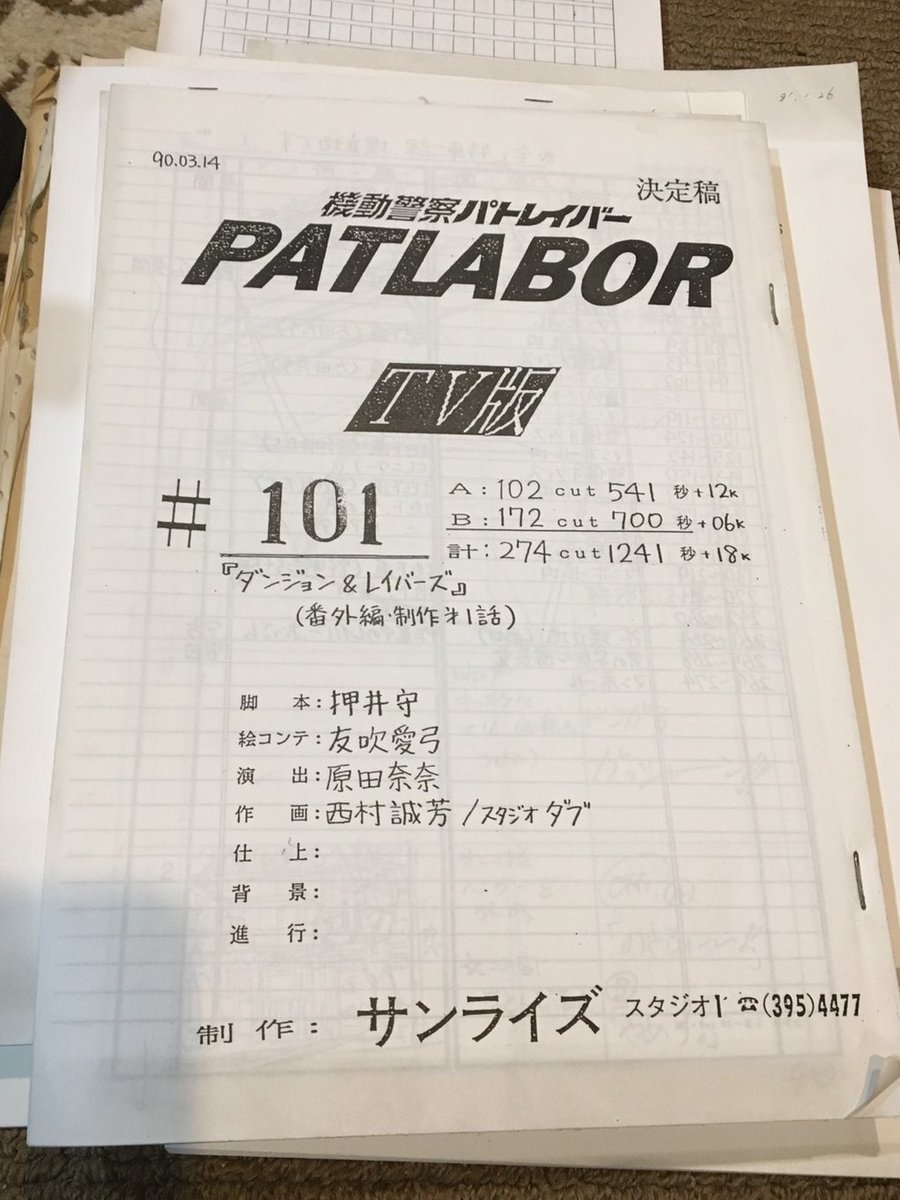 90.03.14
決定稿
機動警察パトレイバー
PATLABOR
TV版
# 101
A:102 cut 541 秒+12K
B:172 cut 700 秒+06K
計:274 cut 1241 秒+18K
『ダンジョン&レイバーズ』
(番外編・制作才1話)
脚 本:押井守
絵コンテ:友吹愛弓
演 出:原田奈奈
作 画:西村誠芳/スタジオダブ
仕 上:
背 景:
進 行:
制 作: サンライズ スタジオ1 ☎(395)4477